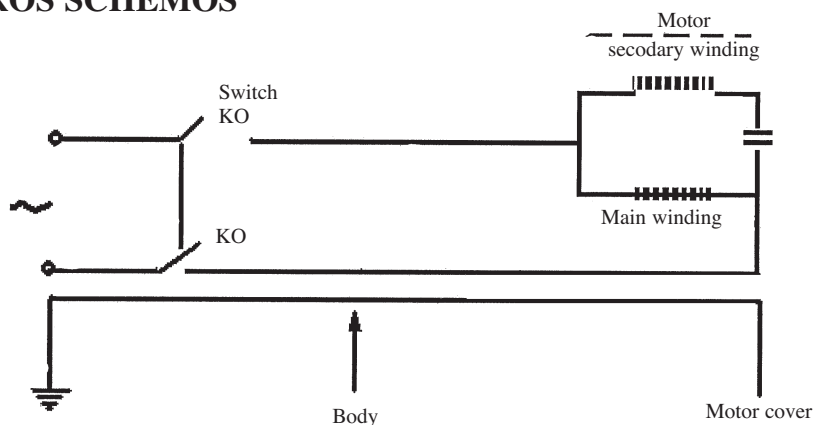 KOS SCHEMOS
Motor
secodary winding
Switch
KO
Main winding
KO
Body
Motor cover